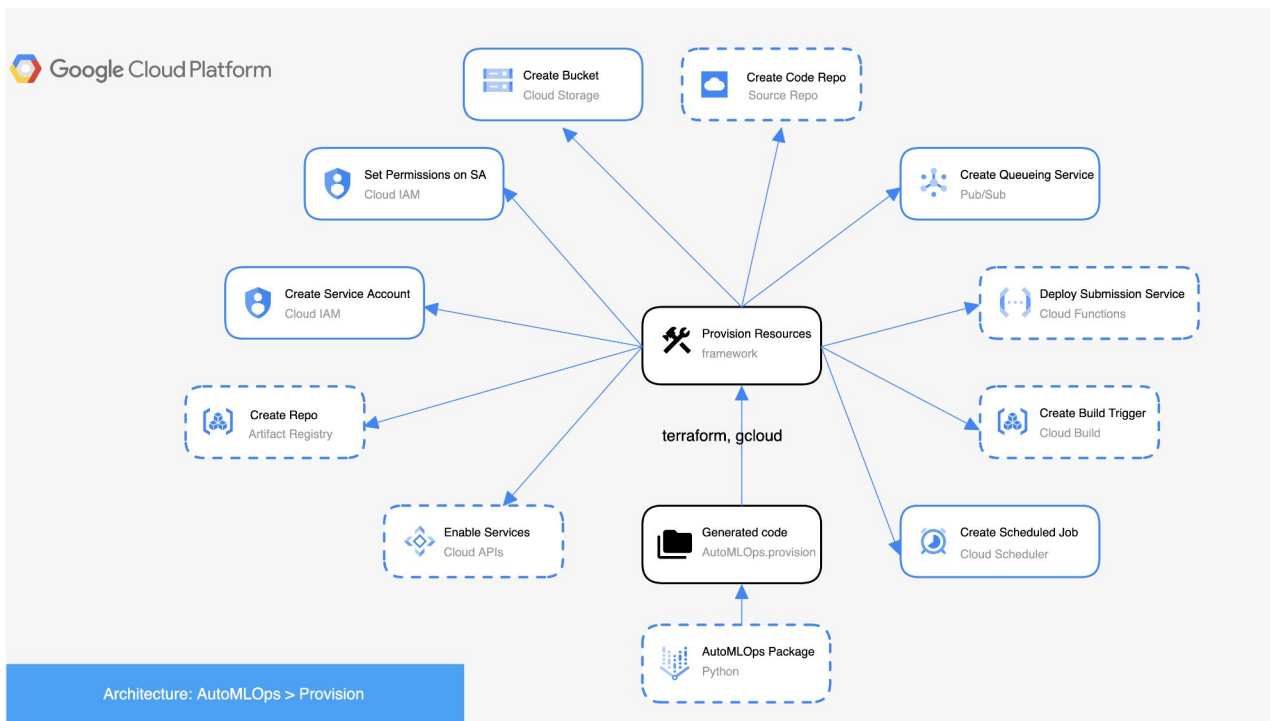 Google Cloud Platform
Create Bucket
Cloud Storage
Create Code Repo
Source Repo
Set Permissions on SA
Cloud IAM
Create Queueing Service
Pub/Sub
Create Service Account
Cloud IAM
Deploy Submission Service
Cloud Functions
Provision Resources
framework
Create Repo
Artifact Registry
Create Build Trigger
Cloud Build
terraform, gcloud
Enable Services
Cloud APIs
Generated code
AutoMLOps.provision
Create Scheduled Job
Cloud Scheduler
AutoMLOps Package
Python
Architecture: AutoMLOps > Provision